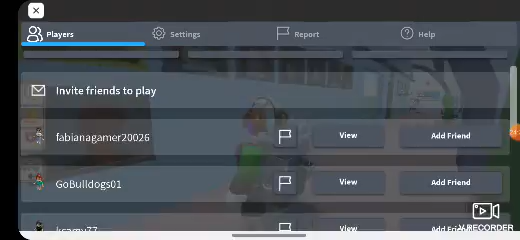 Players
Settings
Report
Help
Invite friends to play
fabianagamer20026
View
Add Friend
GoBulldogs01
View
Add Friend
View
Add Friend
V.RECORDER